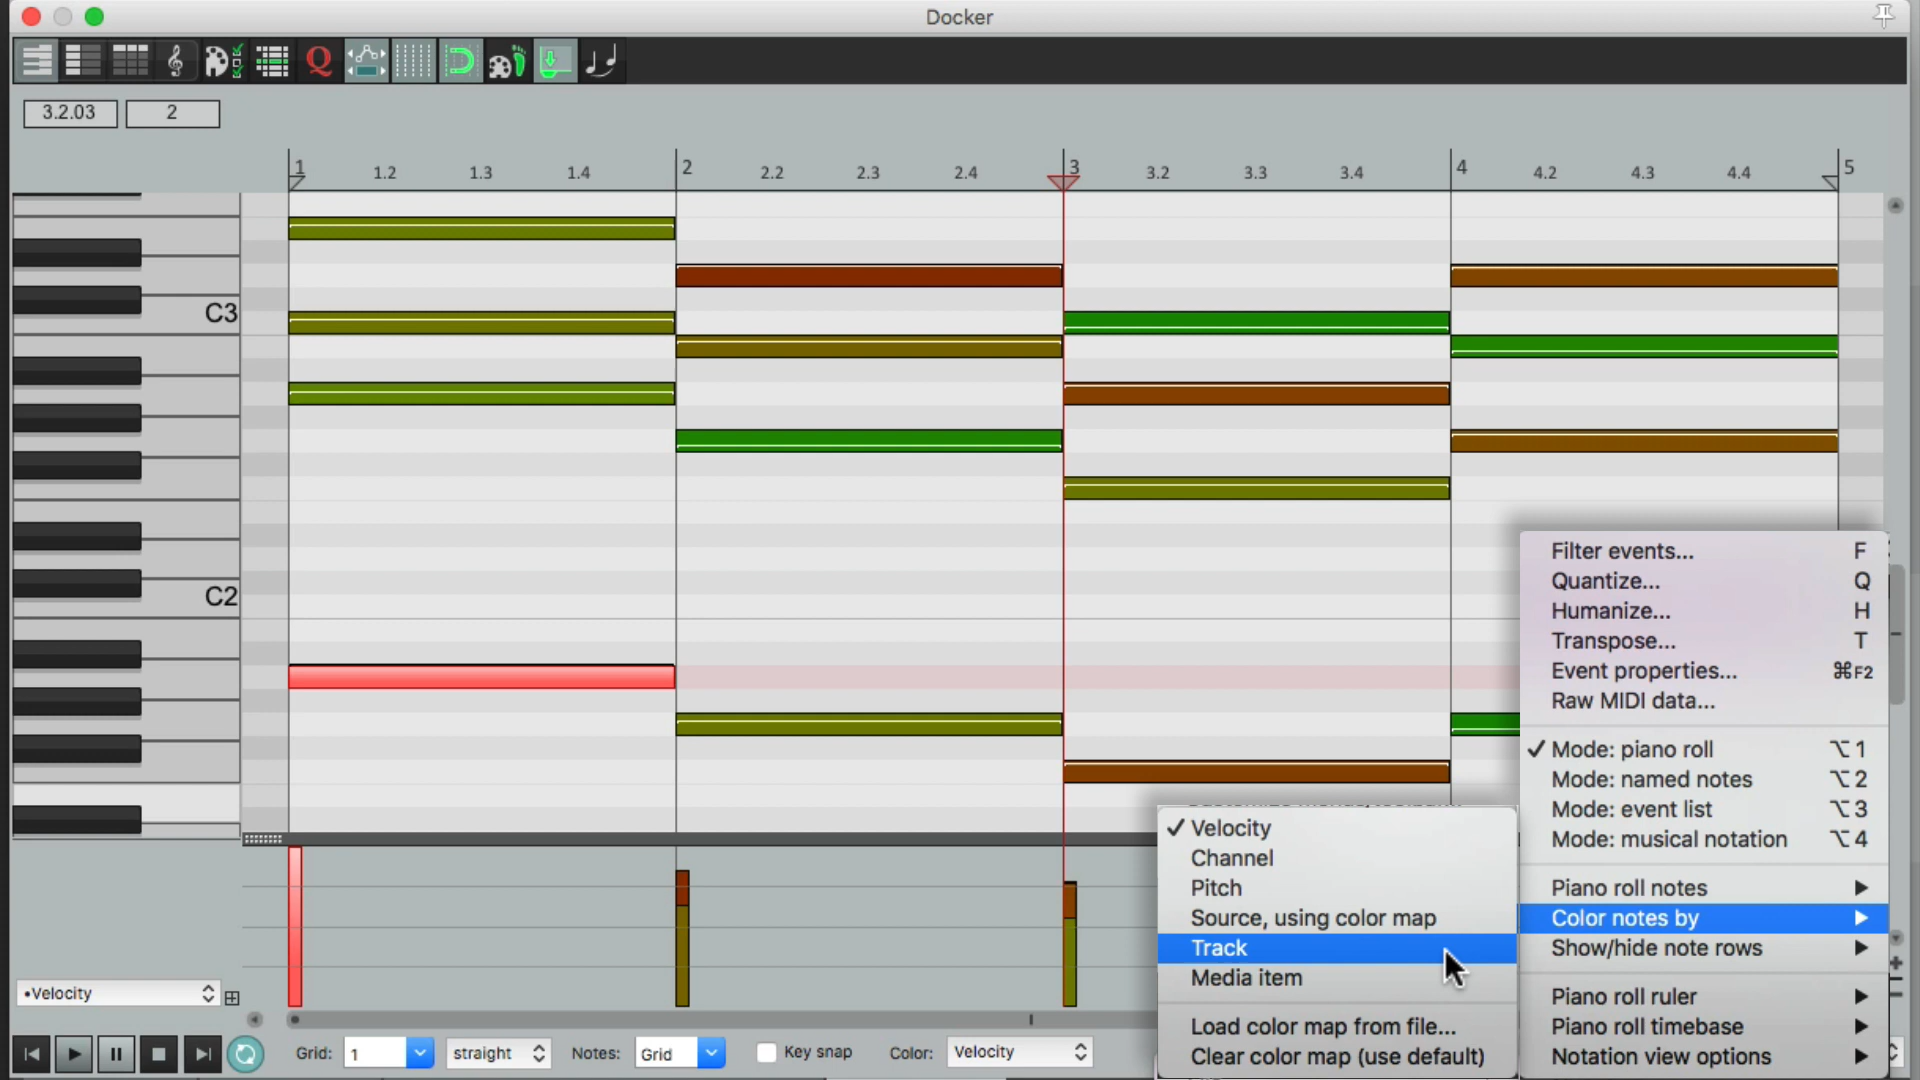 Docker
Q
3.2.03
2
1 1.2 1.3 1.4 2 2.2 2.3 2.4 3 3.2 3.3 3.4 4 4.2 4.3 4.4 5
C3
C2
Filter events... F
Quantize... Q
Humanize... H
Transpose... T
Event properties... ⌘F2
Raw MIDI data...
✓ Mode: piano roll ⌥1
Mode: named notes ⌥2
Mode: event list ⌥3
Mode: musical notation ⌥4
Piano roll notes
Color notes by
Show/hide note rows
Piano roll ruler
Piano roll timebase
Notation view options
✓ Velocity
Channel
Pitch
Source, using color map
Track
Media item
Load color map from file...
Clear color map (use default)
•Velocity
Grid: 1 straight Notes: Grid Key snap Color: Velocity